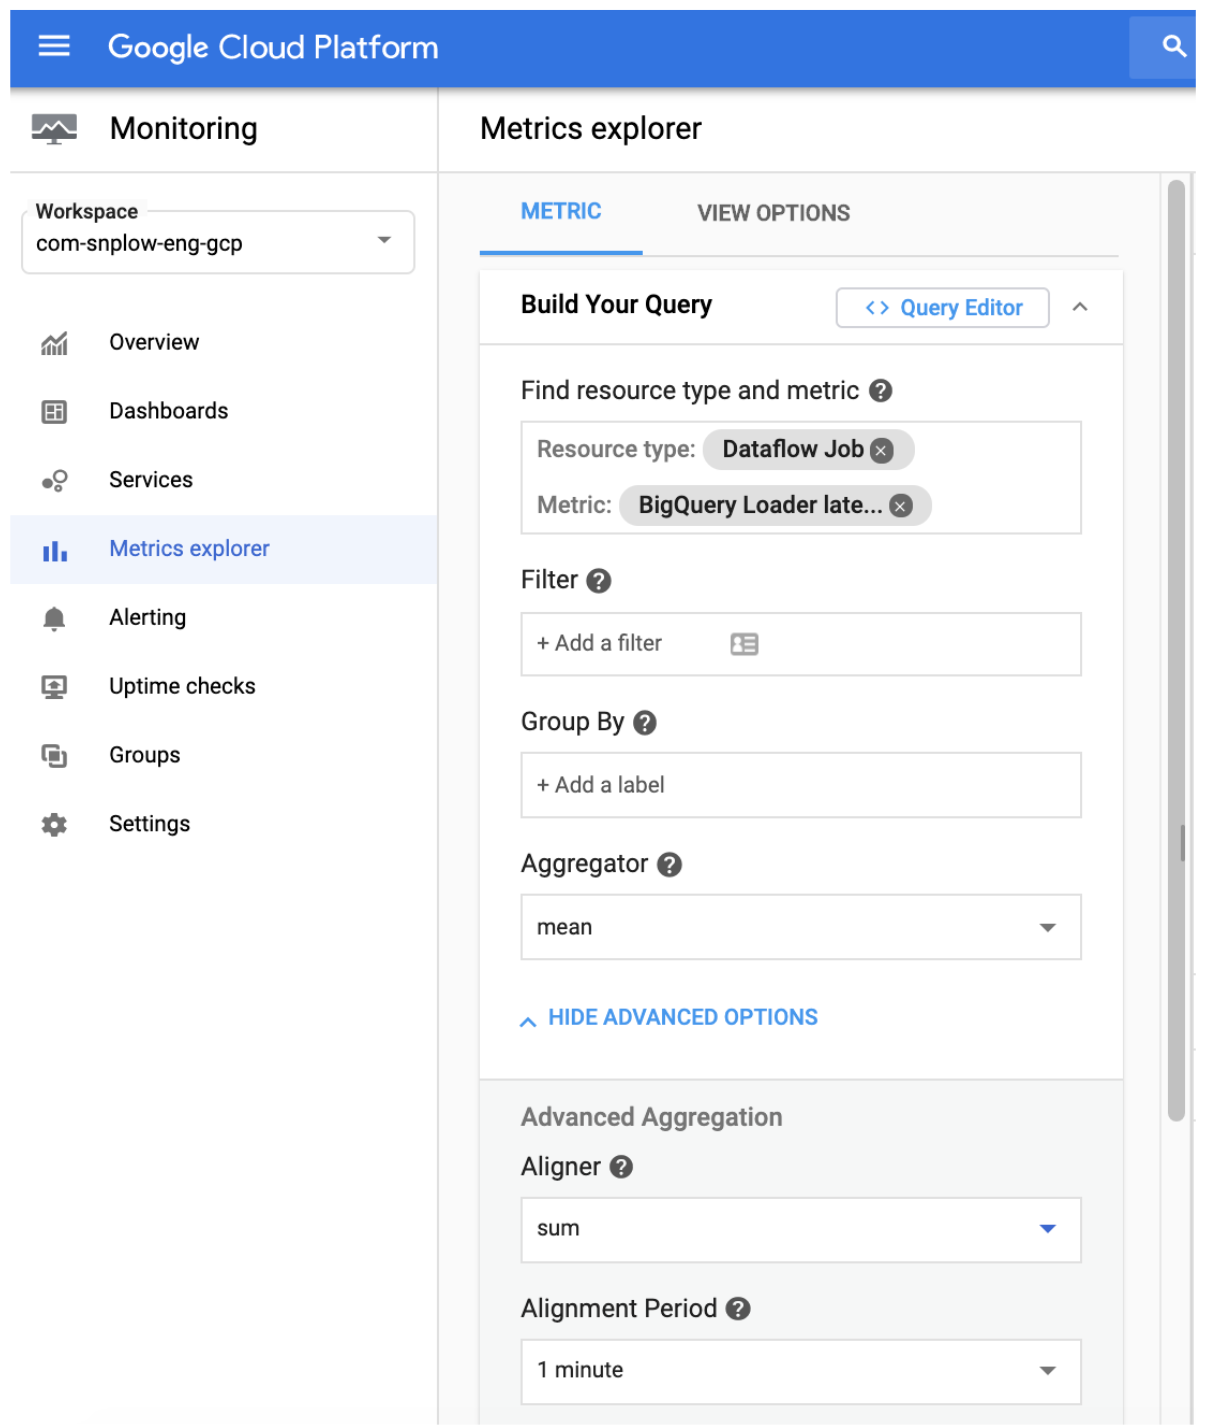 Google Cloud Platform
Monitoring
Metrics explorer
Workspace
com-snplow-eng-gcp
Overview
Dashboards
Services
Metrics explorer
Alerting
Uptime checks
Groups
Settings
METRIC
VIEW OPTIONS
Build Your Query
<> Query Editor
Find resource type and metric
Resource type: Dataflow Job
Metric: BigQuery Loader late...
Filter
+ Add a filter
Group By
+ Add a label
Aggregator
mean
HIDE ADVANCED OPTIONS
Advanced Aggregation
Aligner
sum
Alignment Period
1 minute